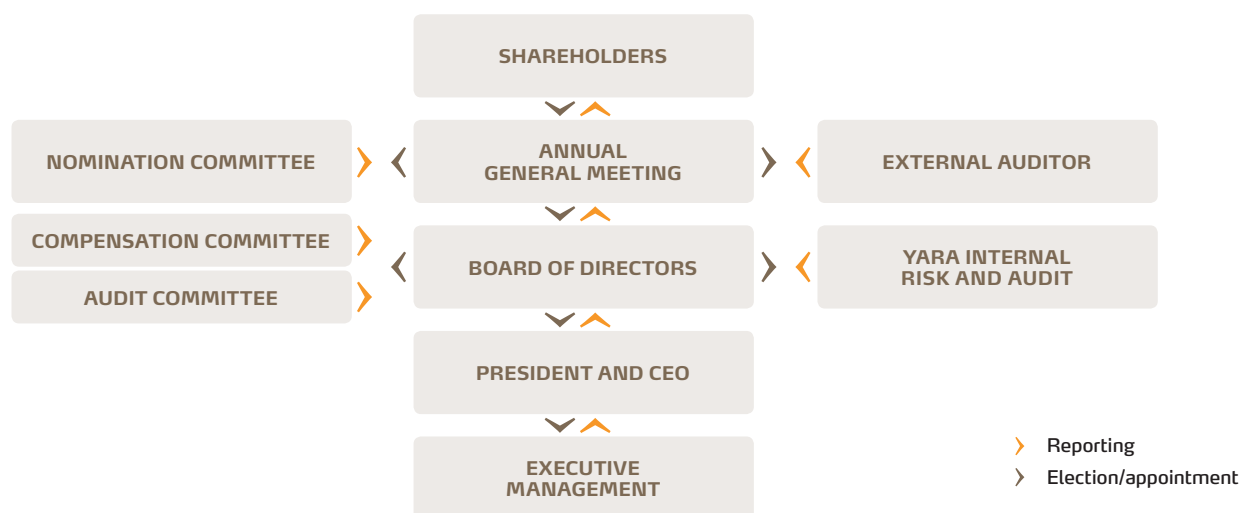 SHAREHOLDERS
NOMINATION COMMITTEE
ANNUAL
GENERAL MEETING
EXTERNAL AUDITOR
COMPENSATION COMMITTEE
AUDIT COMMITTEE
BOARD OF DIRECTORS
YARA INTERNAL
RISK AND AUDIT
PRESIDENT AND CEO
EXECUTIVE
MANAGEMENT
Reporting
Election/appointment